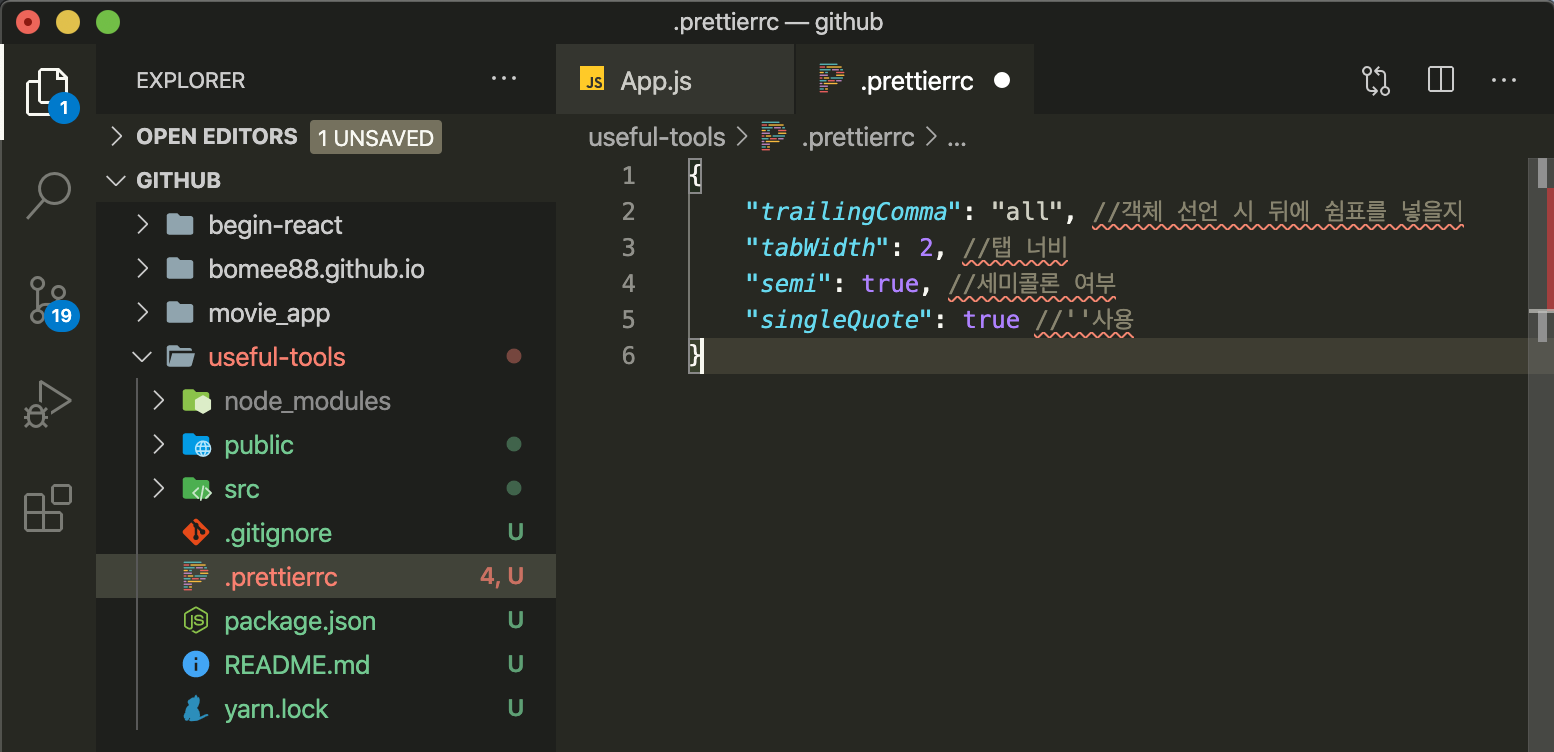 .prettierrc — github
EXPLORER
OPEN EDITORS 1 UNSAVED
GITHUB
begin-react
bomee88.github.io
movie_app
useful-tools
node_modules
public
src
.gitignore U
.prettierrc 4, U
package.json U
README.md U
yarn.lock U
1
19
JS App.js .prettierrc
useful-tools > .prettierrc > ...
1 {
2 "trailingComma": "all", //객체 선언 시 뒤에 쉼표를 넣을지
3 "tabWidth": 2, //탭 너비
4 "semi": true, //세미콜론 여부
5 "singleQuote": true //''사용
6 }